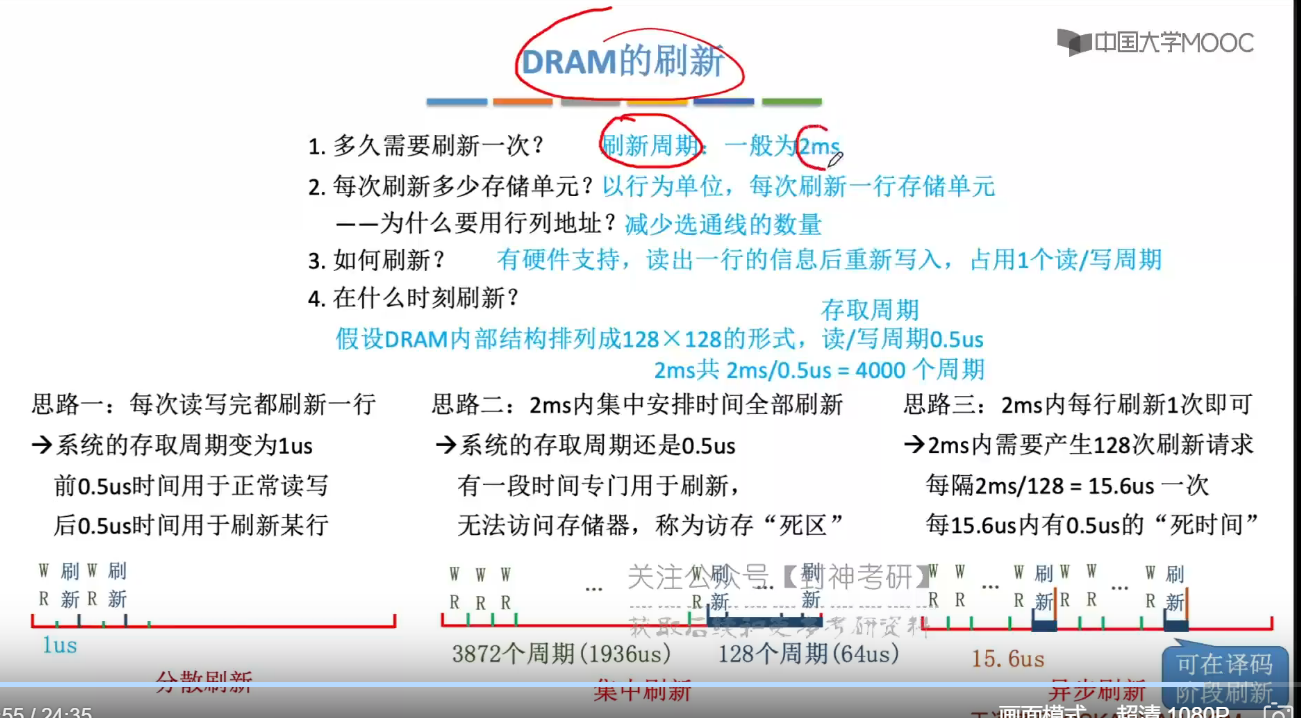 DRAM的刷新
中国大学MOOC
1. 多久需要刷新一次？ 刷新周期：一般为2ms
2. 每次刷新多少存储单元？以行为单位，每次刷新一行存储单元
——为什么要用行列地址？减少选通线的数量
3. 如何刷新？ 有硬件支持，读出一行的信息后重新写入，占用1个读/写周期
4. 在什么时刻刷新？
存取周期
假设DRAM内部结构排列成128×128的形式，读/写周期0.5us
2ms共 2ms/0.5us = 4000 个周期
思路一：每次读写完都刷新一行
→系统的存取周期变为1us
前0.5us时间用于正常读写
后0.5us时间用于刷新某行
W 刷 W 刷
R 新 R 新
1us
分散刷新
思路二：2ms内集中安排时间全部刷新
→系统的存取周期还是0.5us
有一段时间专门用于刷新，
无法访问存储器，称为访存“死区”
W W W ... W 刷 ... 刷
R R R R 新 新
关注公众号【封神考研】
获取后续和更多考研资料
3872个周期(1936us) 128个周期(64us)
集中刷新
思路三：2ms内每行刷新1次即可
→2ms内需要产生128次刷新请求
每隔2ms/128 = 15.6us 一次
每15.6us内有0.5us的“死时间”
W W ... W 刷 W W ... W 刷
R R R 新 R R R 新
15.6us
可在译码
阶段刷新
异步刷新
55 / 24:35
画面模式 超清 1080P